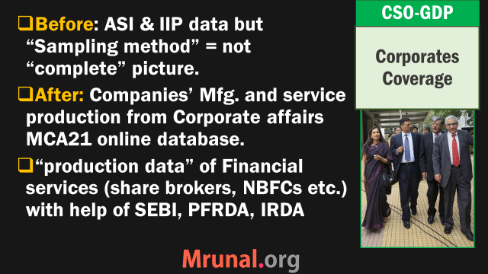 ❑Before: ASI & IIP data but
“Sampling method” = not
“complete” picture.
❑After: Companies’ Mfg. and service
production from Corporate affairs
MCA21 online database.
❑“production data” of Financial
services (share brokers, NBFCs etc.)
with help of SEBI, PFRDA, IRDA
CSO-GDP
Corporates
Coverage
Mrunal.org